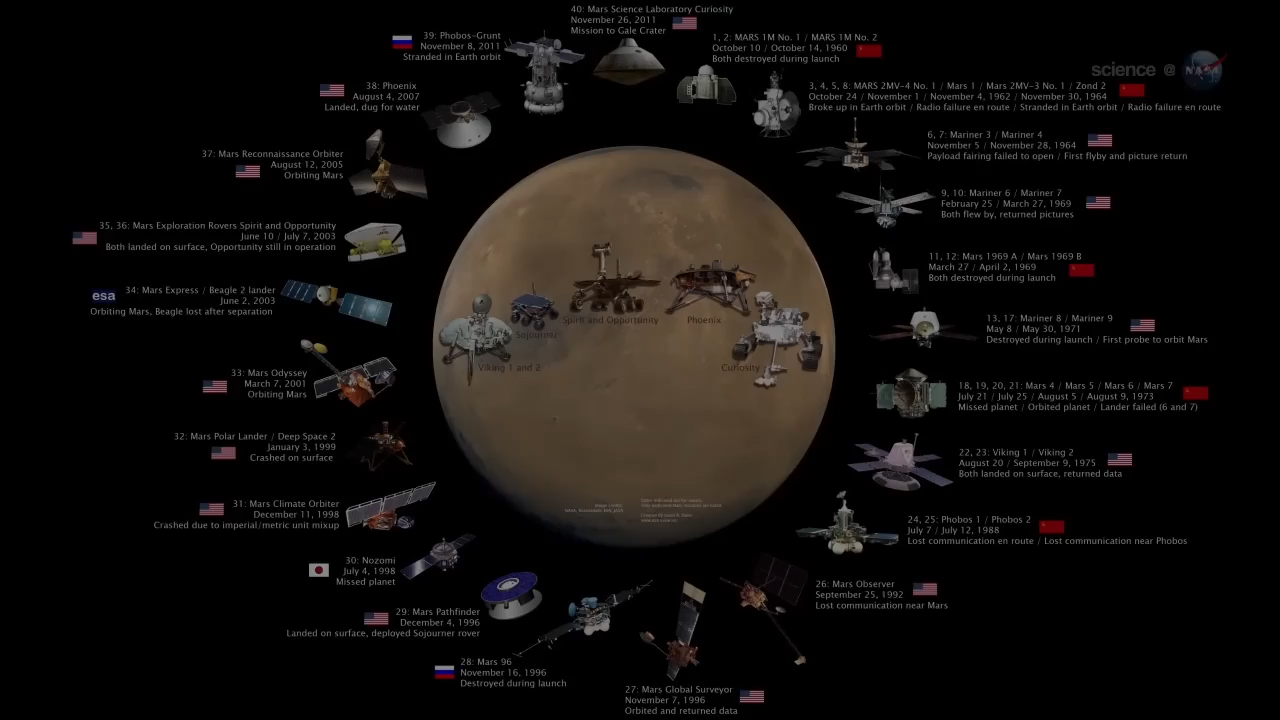 40: Mars Science Laboratory Curiosity
November 26, 2011
Mission to Gale Crater
1, 2: MARS 1M No. 1 / MARS 1M No. 2
October 10 / October 14, 1960
Both destroyed during launch
science @ NASA
3, 4, 5, 8: MARS 2MV-4 No. 1 / Mars 1 / Mars 2MV-3 No. 1 / Zond 2
October 24 / November 1 / November 4, 1962 / November 30, 1964
Broke up in Earth orbit / Radio failure en route / Stranded in Earth orbit / Radio failure en route
6, 7: Mariner 3 / Mariner 4
November 5 / November 28, 1964
Payload fairing failed to open / First flyby and picture return
9, 10: Mariner 6 / Mariner 7
February 25 / March 27, 1969
Both flew by, returned pictures
11, 12: Mars 1969 A / Mars 1969 B
March 27 / April 2, 1969
Both destroyed during launch
13, 17: Mariner 8 / Mariner 9
May 8 / May 30, 1971
Destroyed during launch / First probe to orbit Mars
18, 19, 20, 21: Mars 4 / Mars 5 / Mars 6 / Mars 7
July 21 / July 25 / August 5 / August 9, 1973
Missed planet / Orbited planet / Lander failed (6 and 7)
22, 23: Viking 1 / Viking 2
August 20 / September 9, 1975
Both landed on surface, returned data
24, 25: Phobos 1 / Phobos 2
July 7 / July 12, 1988
Lost communication en route / Lost communication near Phobos
26: Mars Observer
September 25, 1992
Lost communication near Mars
27: Mars Global Surveyor
November 7, 1996
Orbited and returned data
28: Mars 96
November 16, 1996
Destroyed during launch
29: Mars Pathfinder
December 4, 1996
Landed on surface, deployed Sojourner rover
30: Nozomi
July 4, 1998
Missed planet
31: Mars Climate Orbiter
December 11, 1998
Crashed due to imperial/metric unit mixup
32: Mars Polar Lander / Deep Space 2
January 3, 1999
Crashed on surface
33: Mars Odyssey
March 7, 2001
Orbiting Mars
esa
34: Mars Express / Beagle 2 lander
June 2, 2003
Orbiting Mars, Beagle lost after separation
35, 36: Mars Exploration Rovers Spirit and Opportunity
June 10 / July 7, 2003
Both landed on surface, Opportunity still in operation
37: Mars Reconnaissance Orbiter
August 12, 2005
Orbiting Mars
38: Phoenix
August 4, 2007
Landed, dug for water
39: Phobos-Grunt
November 8, 2011
Stranded in Earth orbit
Spirit and Opportunity
Phoenix
Sojourner
Viking 1 and 2
Curiosity